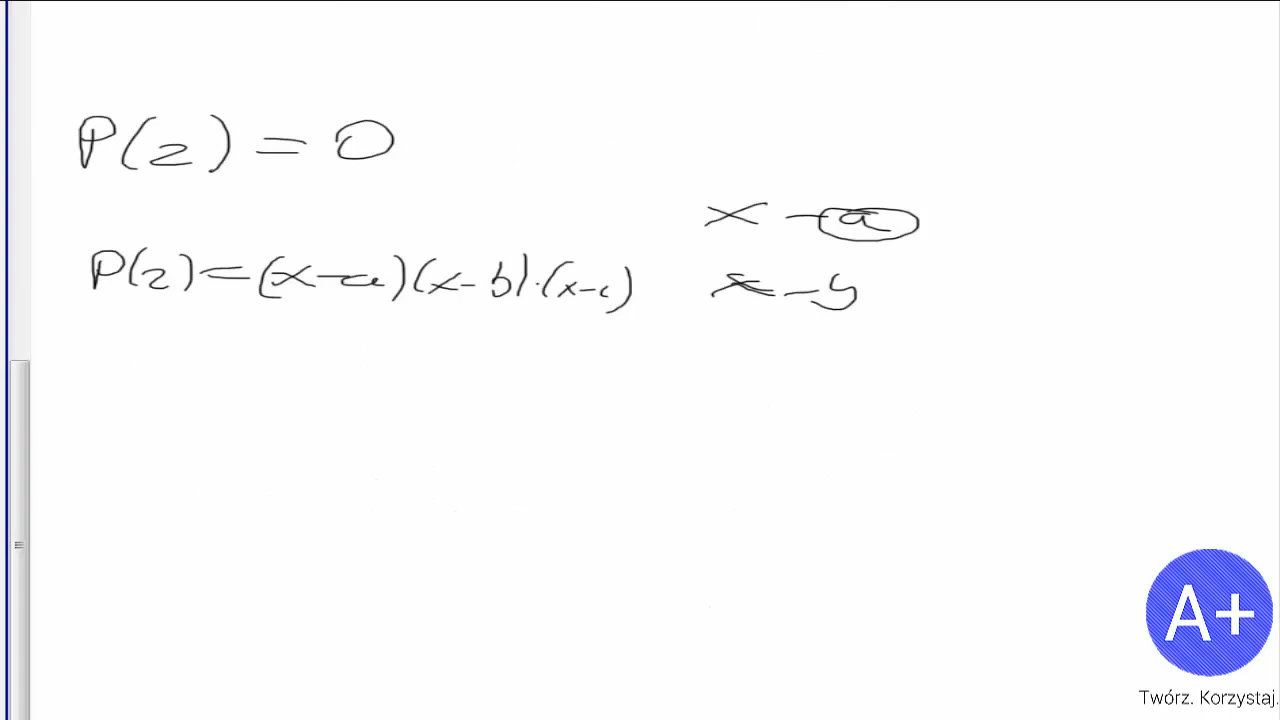 P(z) = 0
x - a
P(z) = (x-a)(x-b)·(x-c)
x - y
A+
Twórz. Korzystaj.